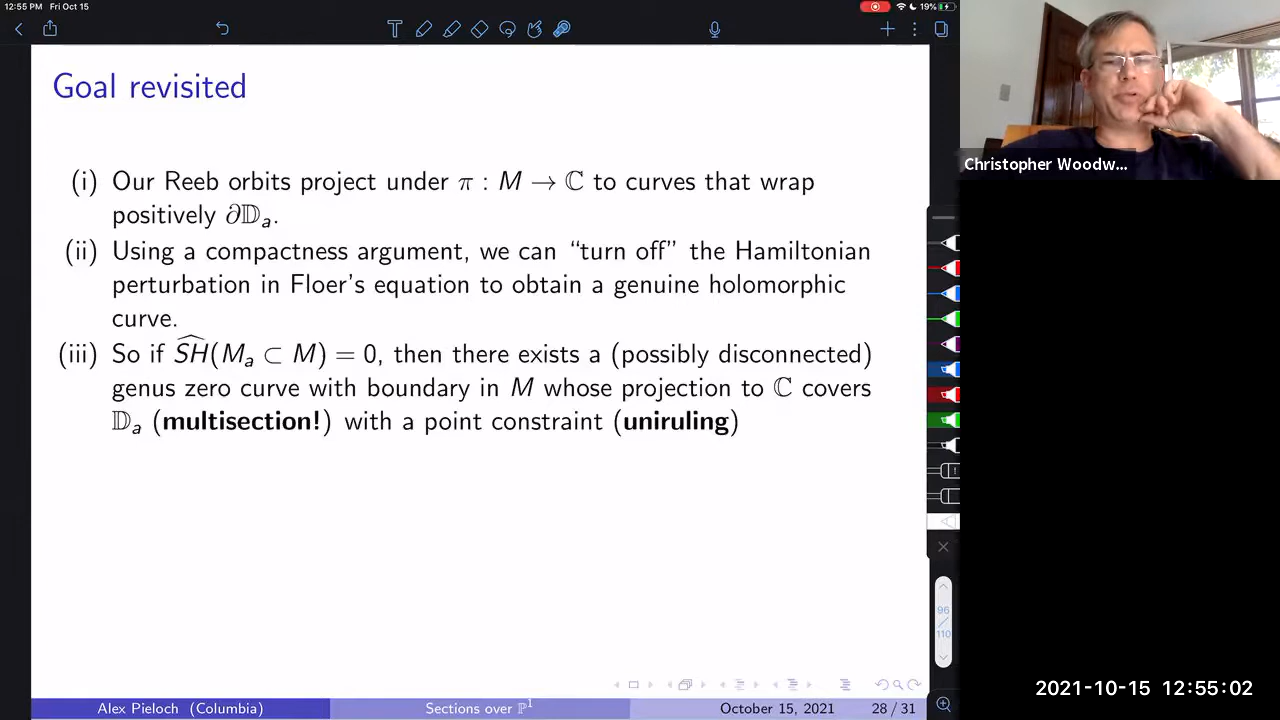 12:55 PM Fri Oct 15
19%
Goal revisited
(i) Our Reeb orbits project under π : M → ℂ to curves that wrap
positively ∂𝔻ₐ.
(ii) Using a compactness argument, we can “turn off” the Hamiltonian
perturbation in Floer’s equation to obtain a genuine holomorphic
curve.
(iii) So if \widehat{SH}(Mₐ ⊂ M) = 0, then there exists a (possibly disconnected)
genus zero curve with boundary in M whose projection to ℂ covers
𝔻ₐ (multisection!) with a point constraint (uniruling)
Christopher Woodw...
96
/
110
Alex Pieloch (Columbia) Sections over ℙ¹ October 15, 2021 28 / 31
2021-10-15 12:55:02